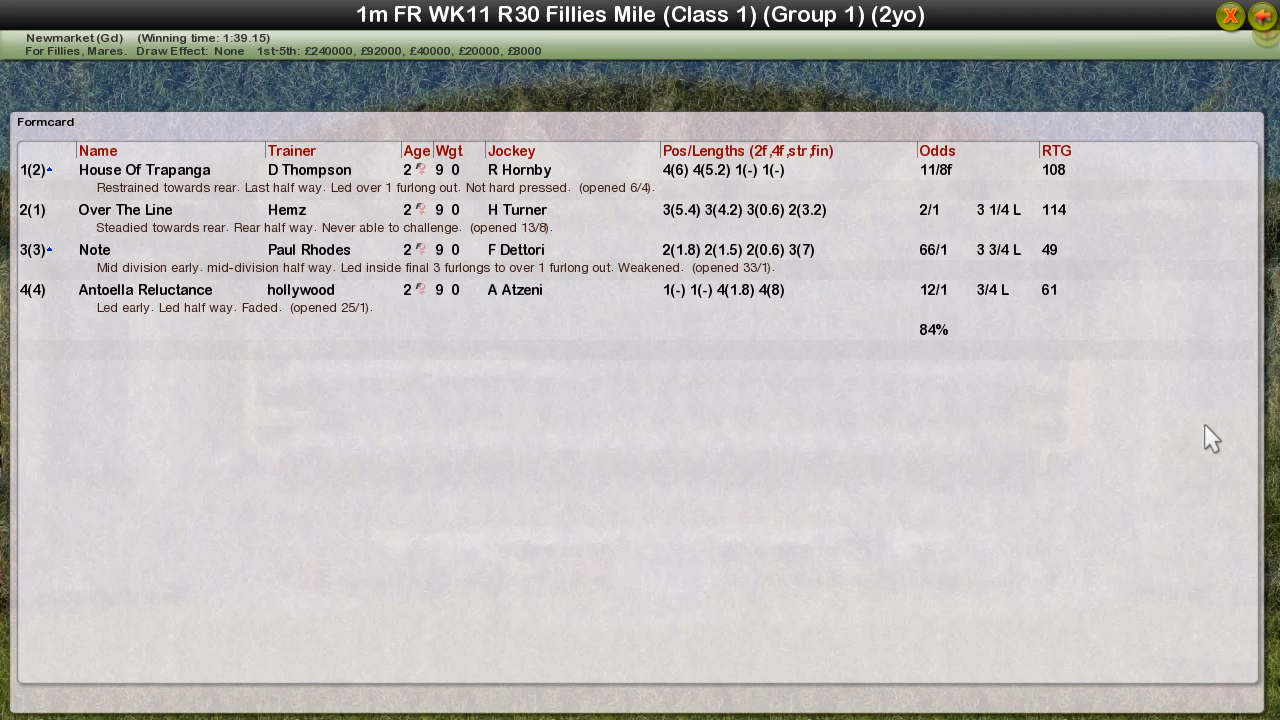 1m FR WK11 R30 Fillies Mile (Class 1) (Group 1) (2yo)
X
Newmarket (Gd) (Winning time: 1:39.15)
For Fillies, Mares. Draw Effect: None 1st-5th: £240000, £92000, £40000, £20000, £8000
Formcard
Name Trainer Age Wgt Jockey Pos/Lengths (2f,4f,str,fin) Odds RTG
1(2) House Of Trapanga D Thompson 2 9 0 R Hornby 4(6) 4(5.2) 1(-) 1(-) 11/8f 108
Restrained towards rear. Last half way. Led over 1 furlong out. Not hard pressed. (opened 6/4).
2(1) Over The Line Hemz 2 9 0 H Turner 3(5.4) 3(4.2) 3(0.6) 2(3.2) 2/1 3 1/4 L 114
Steadied towards rear. Rear half way. Never able to challenge. (opened 13/8).
3(3) Note Paul Rhodes 2 9 0 F Dettori 2(1.8) 2(1.5) 2(0.6) 3(7) 66/1 3 3/4 L 49
Mid division early. mid-division half way. Led inside final 3 furlongs to over 1 furlong out. Weakened. (opened 33/1).
4(4) Antoella Reluctance hollywood 2 9 0 A Atzeni 1(-) 1(-) 4(1.8) 4(8) 12/1 3/4 L 61
Led early. Led half way. Faded. (opened 25/1).
84%